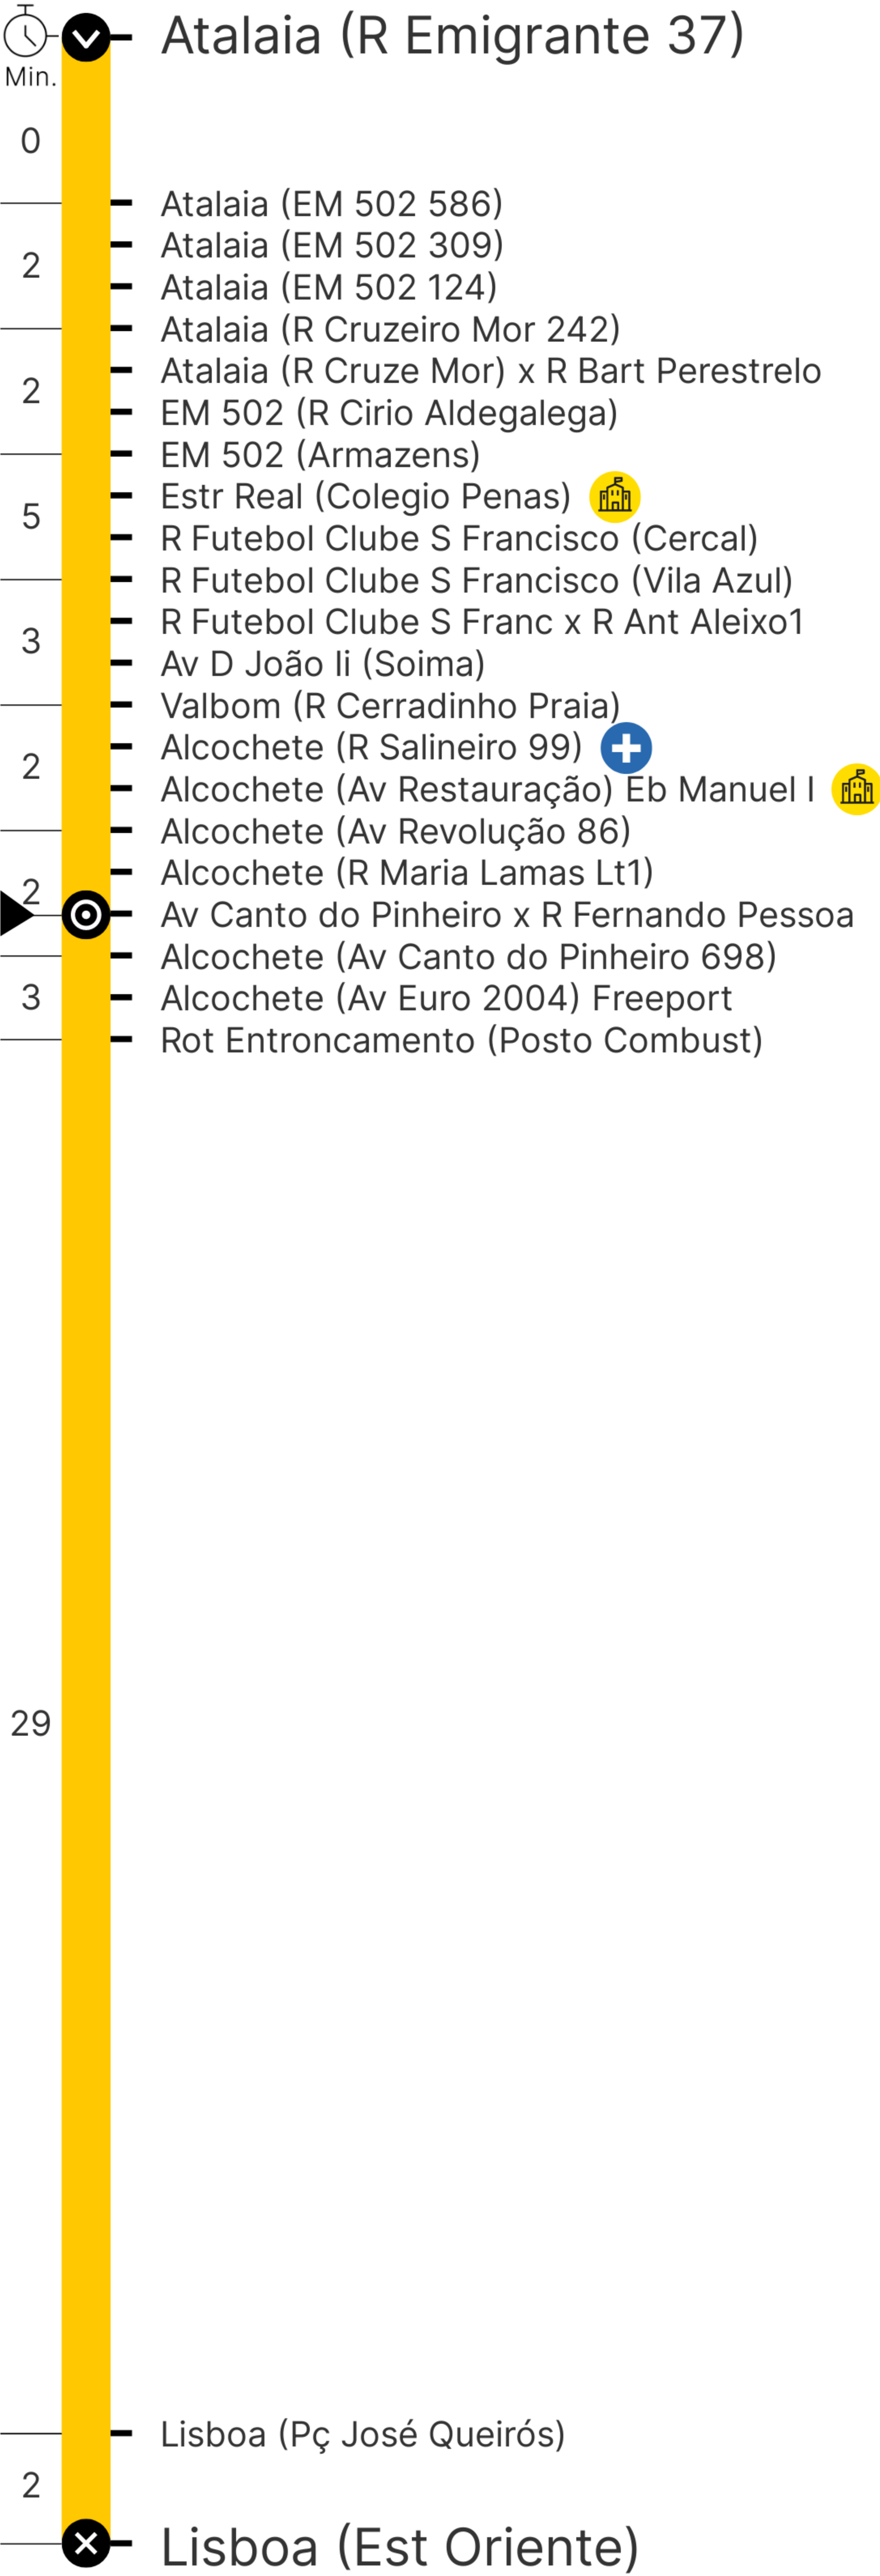 Atalaia (R Emigrante 37)
Min.
0
Atalaia (EM 502 586)
Atalaia (EM 502 309)
2
Atalaia (EM 502 124)
Atalaia (R Cruzeiro Mor 242)
Atalaia (R Cruze Mor) x R Bart Perestrelo
2
EM 502 (R Cirio Aldegalega)
EM 502 (Armazens)
Estr Real (Colegio Penas)
5
R Futebol Clube S Francisco (Cercal)
R Futebol Clube S Francisco (Vila Azul)
R Futebol Clube S Franc x R Ant Aleixo1
3
Av D João Ii (Soima)
Valbom (R Cerradinho Praia)
Alcochete (R Salineiro 99)
2
Alcochete (Av Restauração) Eb Manuel I
Alcochete (Av Revolução 86)
Alcochete (R Maria Lamas Lt1)
2
Av Canto do Pinheiro x R Fernando Pessoa
Alcochete (Av Canto do Pinheiro 698)
3
Alcochete (Av Euro 2004) Freeport
Rot Entroncamento (Posto Combust)
29
Lisboa (Pç José Queirós)
2
Lisboa (Est Oriente)